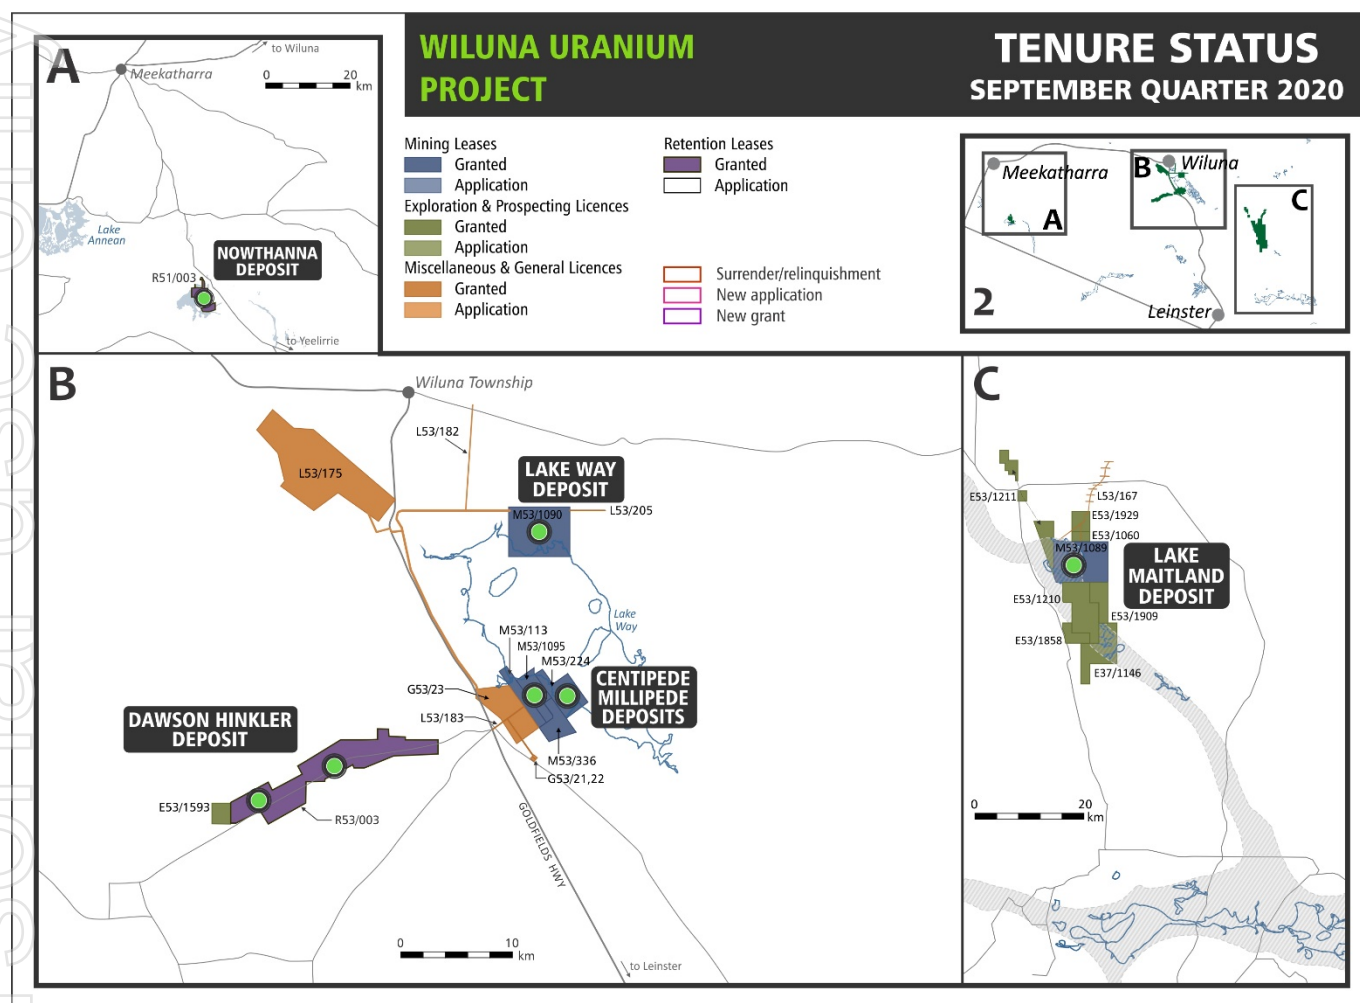 WILUNA URANIUM
PROJECT
TENURE STATUS
SEPTEMBER QUARTER 2020
A
to Wiluna
Meekatharra
0 20
km
Lake
Annean
NOWTHANNA
DEPOSIT
R51/003
to Yeelirrie
Mining Leases
Granted
Application
Exploration & Prospecting Licences
Granted
Application
Miscellaneous & General Licences
Granted
Application
Retention Leases
Granted
Application
Surrender/relinquishment
New application
New grant
Meekatharra
A
B
Wiluna
C
2
Leinster
B
Wiluna Township
L53/182
L53/175
LAKE WAY
DEPOSIT
M53/1090
L53/205
Lake
Way
M53/113
M53/1095
M53/224
G53/23
CENTIPEDE
MILLIPEDE
DEPOSITS
L53/183
DAWSON HINKLER
DEPOSIT
M53/336
G53/21,22
E53/1593
R53/003
GOLDFIELDS HWY
0 10
km
to Leinster
C
E53/1211
L53/167
E53/1929
E53/1060
M53/1089
LAKE
MAITLAND
DEPOSIT
E53/1210
E53/1909
E53/1858
E37/1146
0 20
km